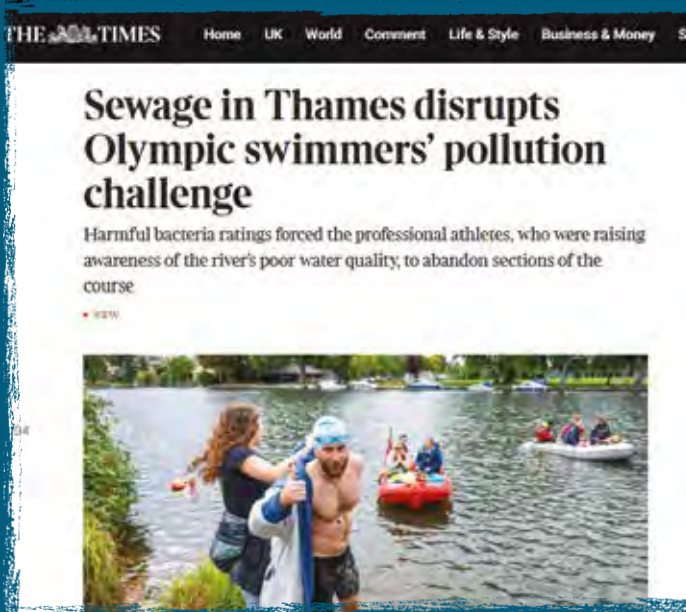 THE TIMES Home UK World Comment Life & Style Business & Money S
Sewage in Thames disrupts
Olympic swimmers' pollution
challenge
Harmful bacteria ratings forced the professional athletes, who were raising
awareness of the river's poor water quality, to abandon sections of the
course
• NEW